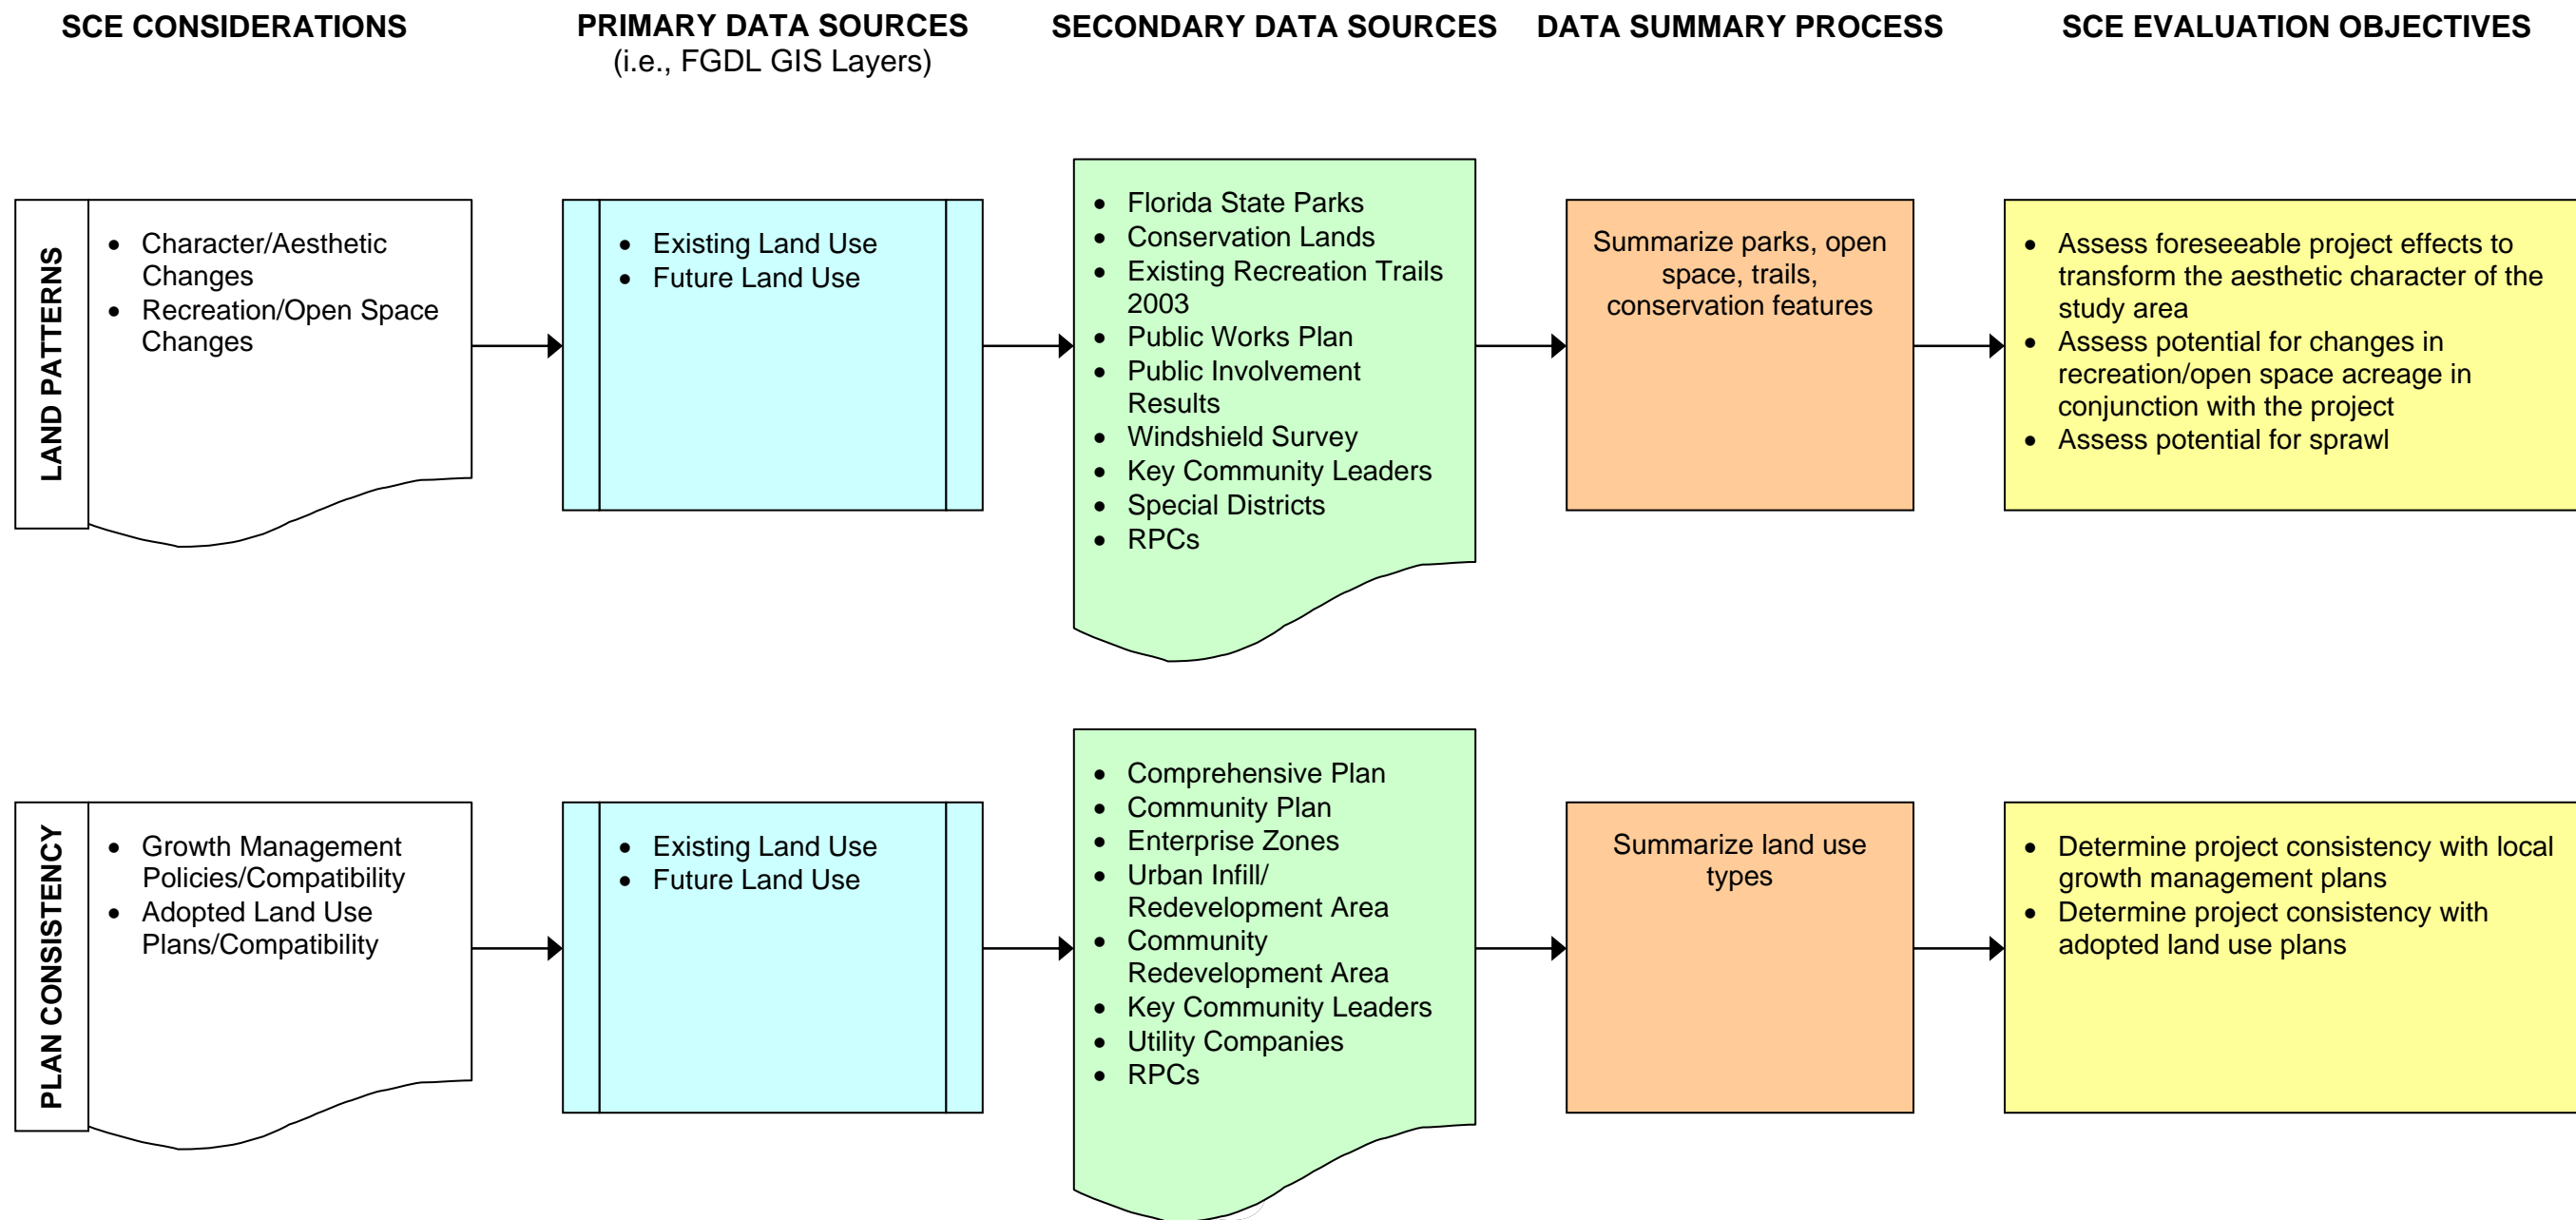 SCE CONSIDERATIONS
PRIMARY DATA SOURCES
(i.e., FGDL GIS Layers)
SECONDARY DATA SOURCES
DATA SUMMARY PROCESS
SCE EVALUATION OBJECTIVES
LAND PATTERNS
• Character/Aesthetic
Changes
• Recreation/Open Space
Changes
• Existing Land Use
• Future Land Use
• Florida State Parks
• Conservation Lands
• Existing Recreation Trails
2003
• Public Works Plan
• Public Involvement
Results
• Windshield Survey
• Key Community Leaders
• Special Districts
• RPCs
Summarize parks, open
space, trails,
conservation features
• Assess foreseeable project effects to
transform the aesthetic character of the
study area
• Assess potential for changes in
recreation/open space acreage in
conjunction with the project
• Assess potential for sprawl
PLAN CONSISTENCY
• Growth Management
Policies/Compatibility
• Adopted Land Use
Plans/Compatibility
• Existing Land Use
• Future Land Use
• Comprehensive Plan
• Community Plan
• Enterprise Zones
• Urban Infill/
Redevelopment Area
• Community
Redevelopment Area
• Key Community Leaders
• Utility Companies
• RPCs
Summarize land use
types
• Determine project consistency with local
growth management plans
• Determine project consistency with
adopted land use plans